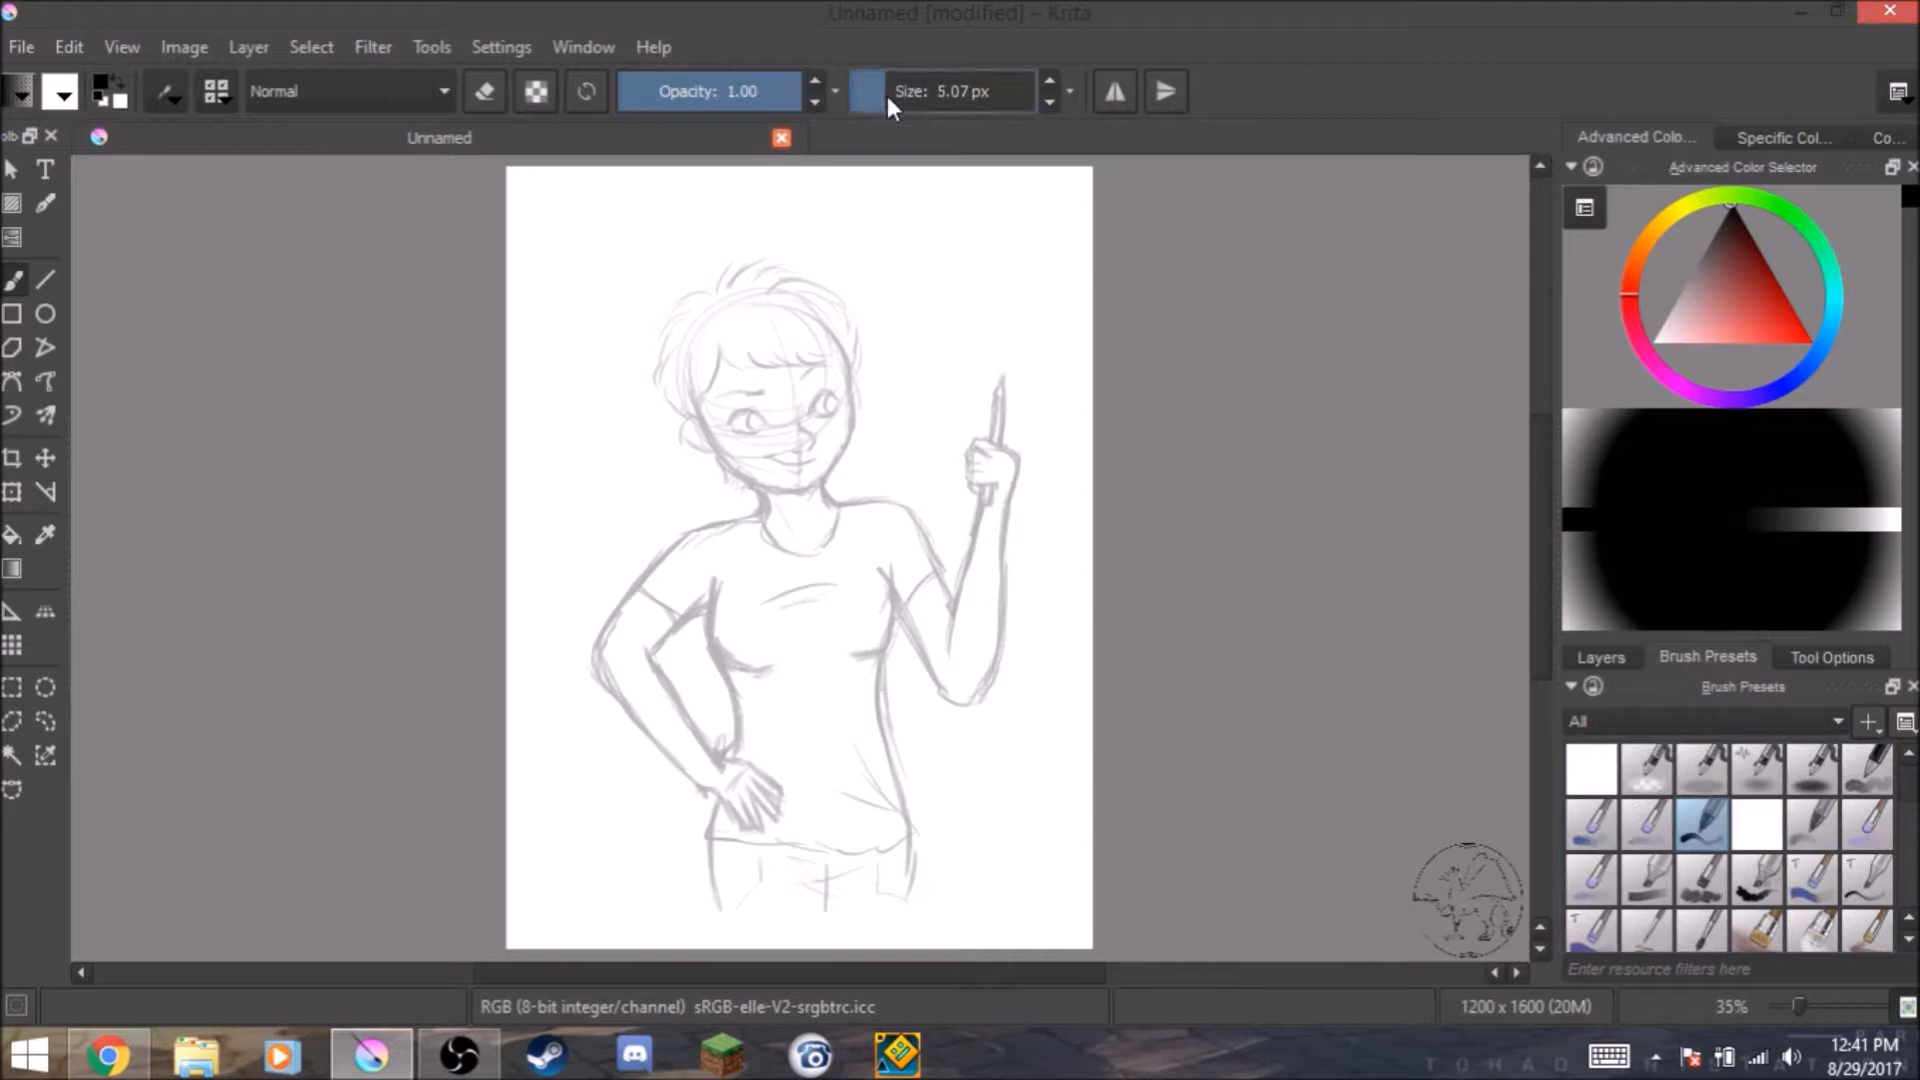 Unnamed [modified] – Krita
File Edit View Image Layer Select Filter Tools Settings Window Help
Normal Opacity: 1.00 Size: 5.07 px
Unnamed
Advanced Colo... Specific Col... Co...
Advanced Color Selector
Layers Brush Presets Tool Options
Brush Presets
All
Enter resource filters here
RGB (8-bit integer/channel) sRGB-elle-V2-srgbtrc.icc 1200 x 1600 (20M) 35%
12:41 PM
8/29/2017